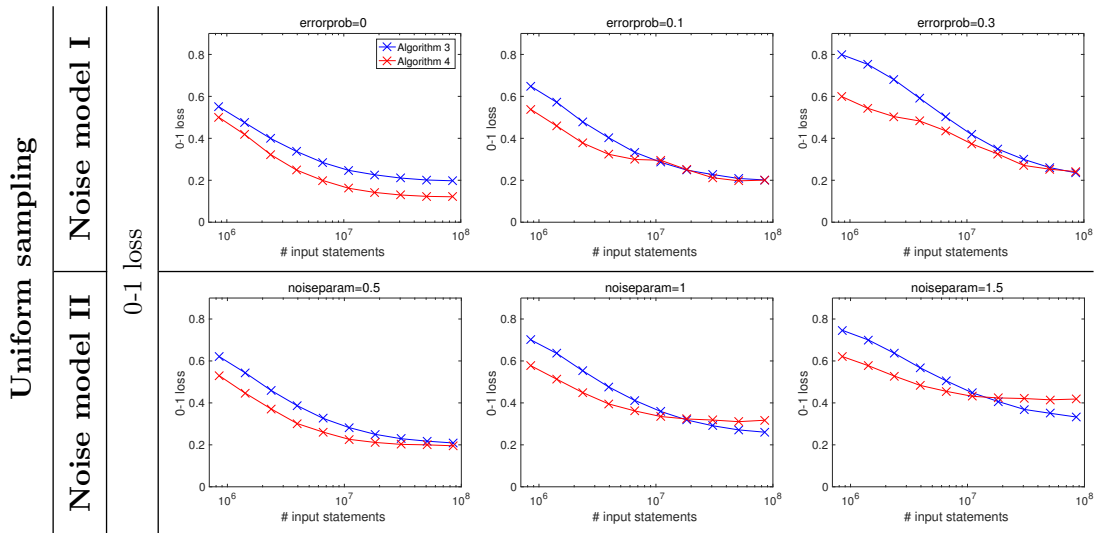 Uniform sampling
Noise model I
Noise model II
0-1 loss
errorprob=0
0-1 loss
0.8
0.6
0.4
0.2
0
Algorithm 3
Algorithm 4
10^6
10^7
10^8
# input statements
errorprob=0.1
0-1 loss
0.8
0.6
0.4
0.2
0
10^6
10^7
10^8
# input statements
errorprob=0.3
0-1 loss
0.8
0.6
0.4
0.2
0
10^6
10^7
10^8
# input statements
noiseparam=0.5
0-1 loss
0.8
0.6
0.4
0.2
0
10^6
10^7
10^8
# input statements
noiseparam=1
0-1 loss
0.8
0.6
0.4
0.2
0
10^6
10^7
10^8
# input statements
noiseparam=1.5
0-1 loss
0.8
0.6
0.4
0.2
0
10^6
10^7
10^8
# input statements